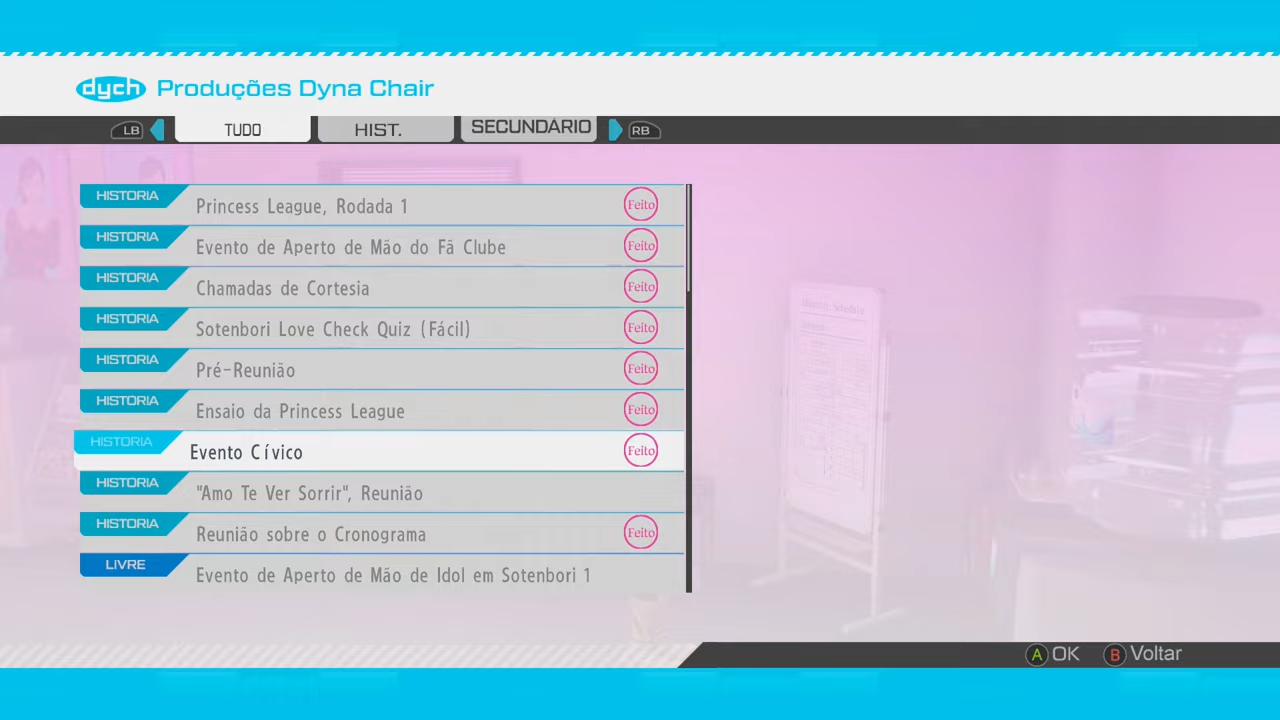 dych Produções Dyna Chair
LB TUDO HIST. SECUNDÁRIO RB
HISTORIA Princess League, Rodada 1 Feito
HISTORIA Evento de Aperto de Mão do Fã Clube Feito
HISTORIA Chamadas de Cortesia Feito
HISTORIA Sotenbori Love Check Quiz (Fácil) Feito
HISTORIA Pré-Reunião Feito
HISTORIA Ensaio da Princess League Feito
HISTORIA Evento Cívico Feito
HISTORIA "Amo Te Ver Sorrir", Reunião
HISTORIA Reunião sobre o Cronograma Feito
LIVRE Evento de Aperto de Mão de Idol em Sotenbori 1
A OK B Voltar